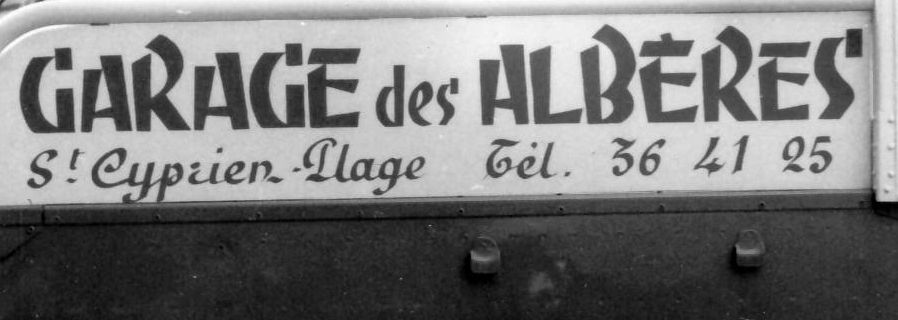 GARAGE des ALBÈRES
St Cyprien-Plage Tél. 36 41 25